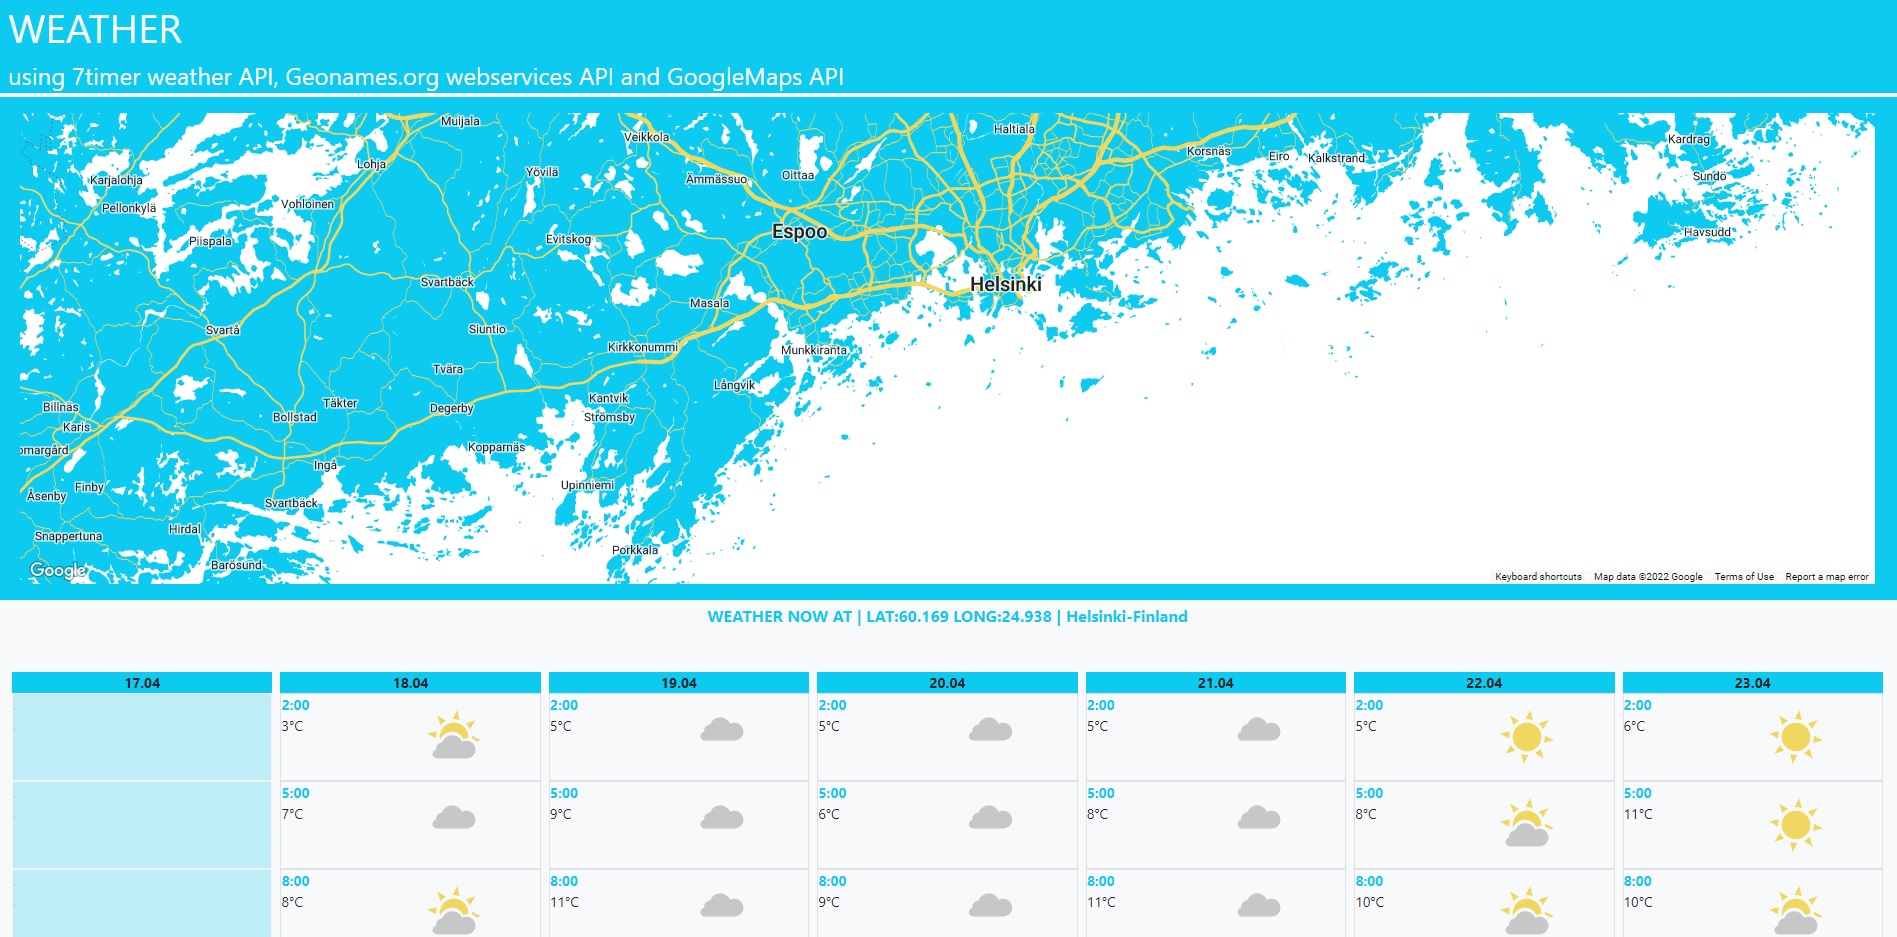 WEATHER
using 7timer weather API, Geonames.org webservices API and GoogleMaps API
Muijala
Veikkola
Haltiala
Kardrag
Lohja
Korsnäs
Eiro
Kalkstrand
Karjalohja
Yövilä
Ämmässuo
Oittaa
Sundö
Pellonkylä
Vohloinen
Piispala
Evitskog
Espoo
Havsudd
Svartbäck
Helsinki
Masala
Svartå
Siuntio
Kirkkonummi
Munkkiranta
Tvära
Långvik
Billnäs
Täkter
Degerby
Kantvik
Karis
Bollstad
Strömsby
omargård
Kopparnäs
Ingå
Åsenby
Finby
Upinniemi
Svartbäck
Snappertuna
Hirdal
Porkkala
Barösund
Google
Keyboard shortcuts Map data ©2022 Google Terms of Use Report a map error
WEATHER NOW AT | LAT:60.169 LONG:24.938 | Helsinki-Finland
17.04 18.04 19.04 20.04 21.04 22.04 23.04
2:00 2:00 2:00 2:00 2:00 2:00
3°C 5°C 5°C 5°C 5°C 6°C
5:00 5:00 5:00 5:00 5:00 5:00
7°C 9°C 6°C 8°C 8°C 11°C
8:00 8:00 8:00 8:00 8:00 8:00
8°C 11°C 9°C 11°C 10°C 10°C